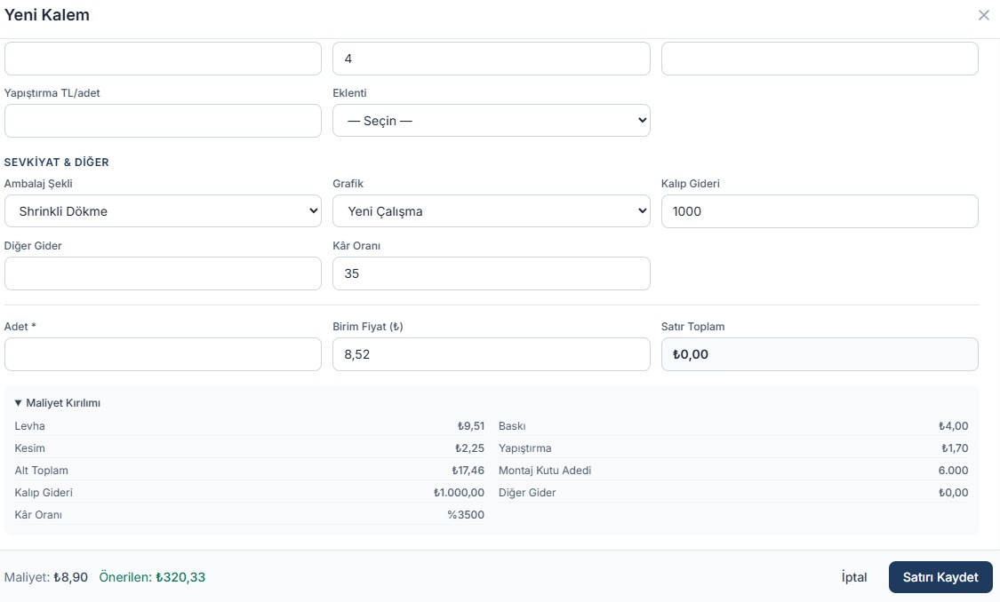 Yeni Kalem
4
Yapıştırma TL/adet Eklenti
— Seçin —
SEVKİYAT & DİĞER
Ambalaj Şekli Grafik Kalıp Gideri
Shrinkli Dökme Yeni Çalışma 1000
Diğer Gider Kâr Oranı
35
Adet * Birim Fiyat (₺) Satır Toplam
8,52 ₺0,00
▼ Maliyet Kırılımı
Levha ₺9,51 Baskı ₺4,00
Kesim ₺2,25 Yapıştırma ₺1,70
Alt Toplam ₺17,46 Montaj Kutu Adedi 6.000
Kalıp Gideri ₺1.000,00 Diğer Gider ₺0,00
Kâr Oranı %3500
Maliyet: ₺8,90 Önerilen: ₺320,33 İptal Satırı Kaydet